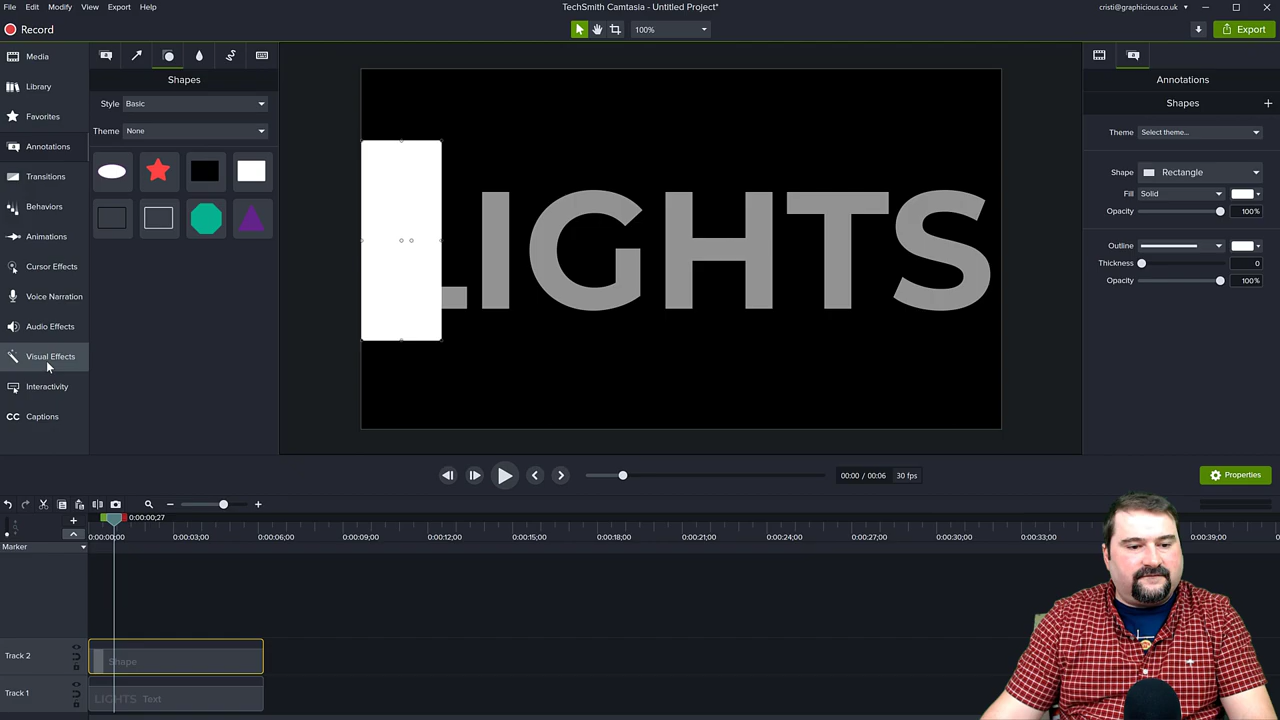 TechSmith Camtasia - Untitled Project*
File Edit Modify View Export Help
cristi@graphicious.co.uk
Record
100%
Export
Media
Library
Favorites
Annotations
Transitions
Behaviors
Animations
Cursor Effects
Voice Narration
Audio Effects
Visual Effects
Interactivity
CC Captions
Shapes
Style Basic
Theme None
LIGHTS
Annotations
Shapes
Theme Select theme...
Shape Rectangle
Fill Solid
Opacity 100%
Outline
Thickness 0
Opacity 100%
00:00 / 00:06 30 fps
Properties
0:00:00;27
0:00:00;00 0:00:03;00 0:00:06;00 0:00:09;00 0:00:12;00 0:00:15;00 0:00:18;00 0:00:21;00 0:00:24;00 0:00:27;00 0:00:30;00 0:00:33;00 0:00:39;00
Marker
Track 2
Shape
Track 1
LIGHTS Text